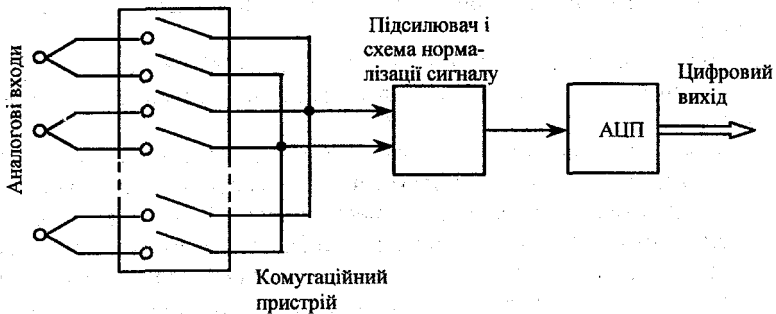 Аналогові входи
Підсилювач і
схема норма-
лізації сигналу
АЦП
Цифровий
вихід
Комутаційний
пристрій